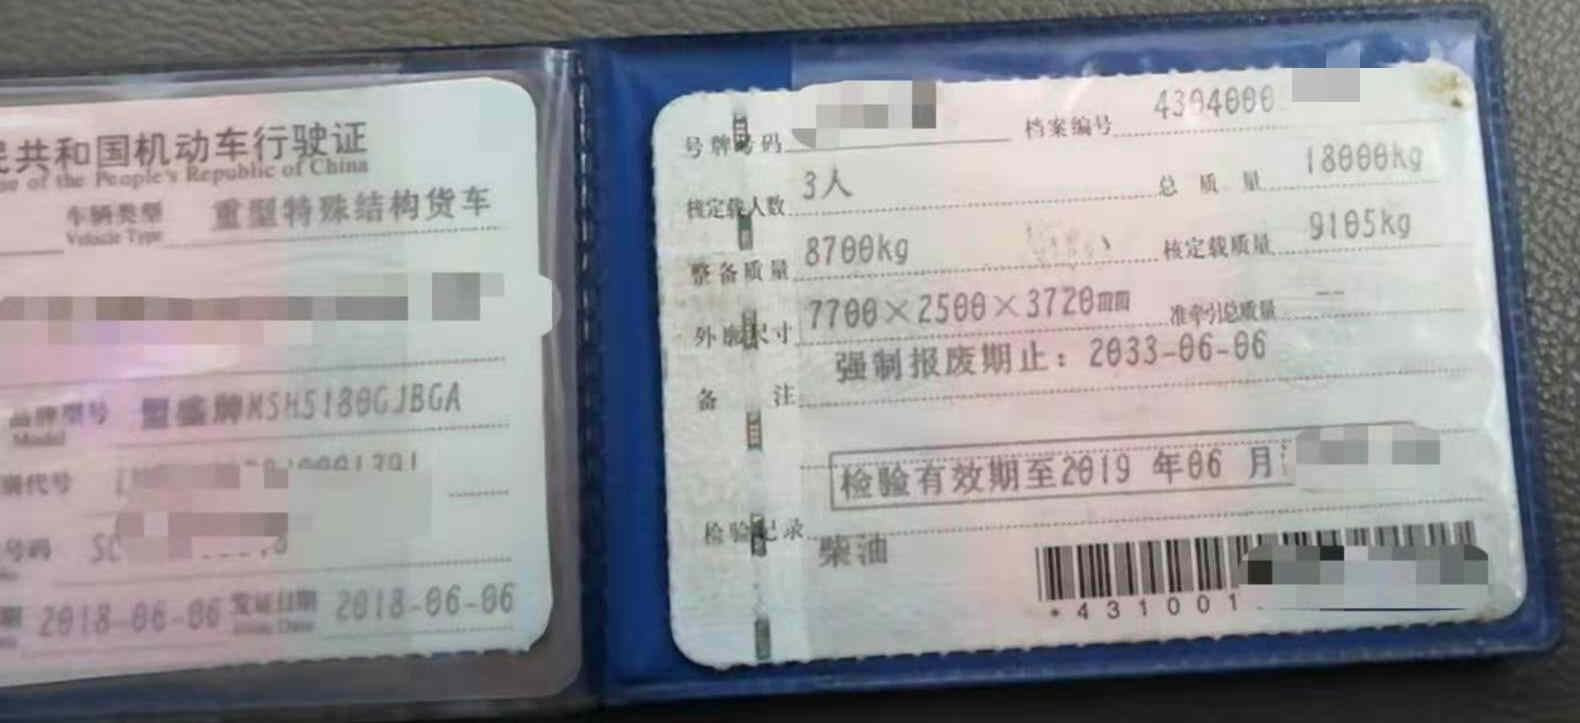 民共和国机动车行驶证
of the People's Republic of China
车辆类型 重型特殊结构货车
Vehicle Type
品牌型号
Model
牌MSH5180GJBGA
代号
号码
2018-06-06 发证日期 2018-06-06
Issue Date
号牌号码
档案编号 4304000
核定载人数 3人
总质量 18000kg
整备质量 8700kg
核定载质量 9105kg
外廓尺寸 7700×2500×3720mm
准牵引总质量 --
备注 强制报废期止：2033-06-06
检验有效期至2019 年06 月
检验记录
柴油
*431001